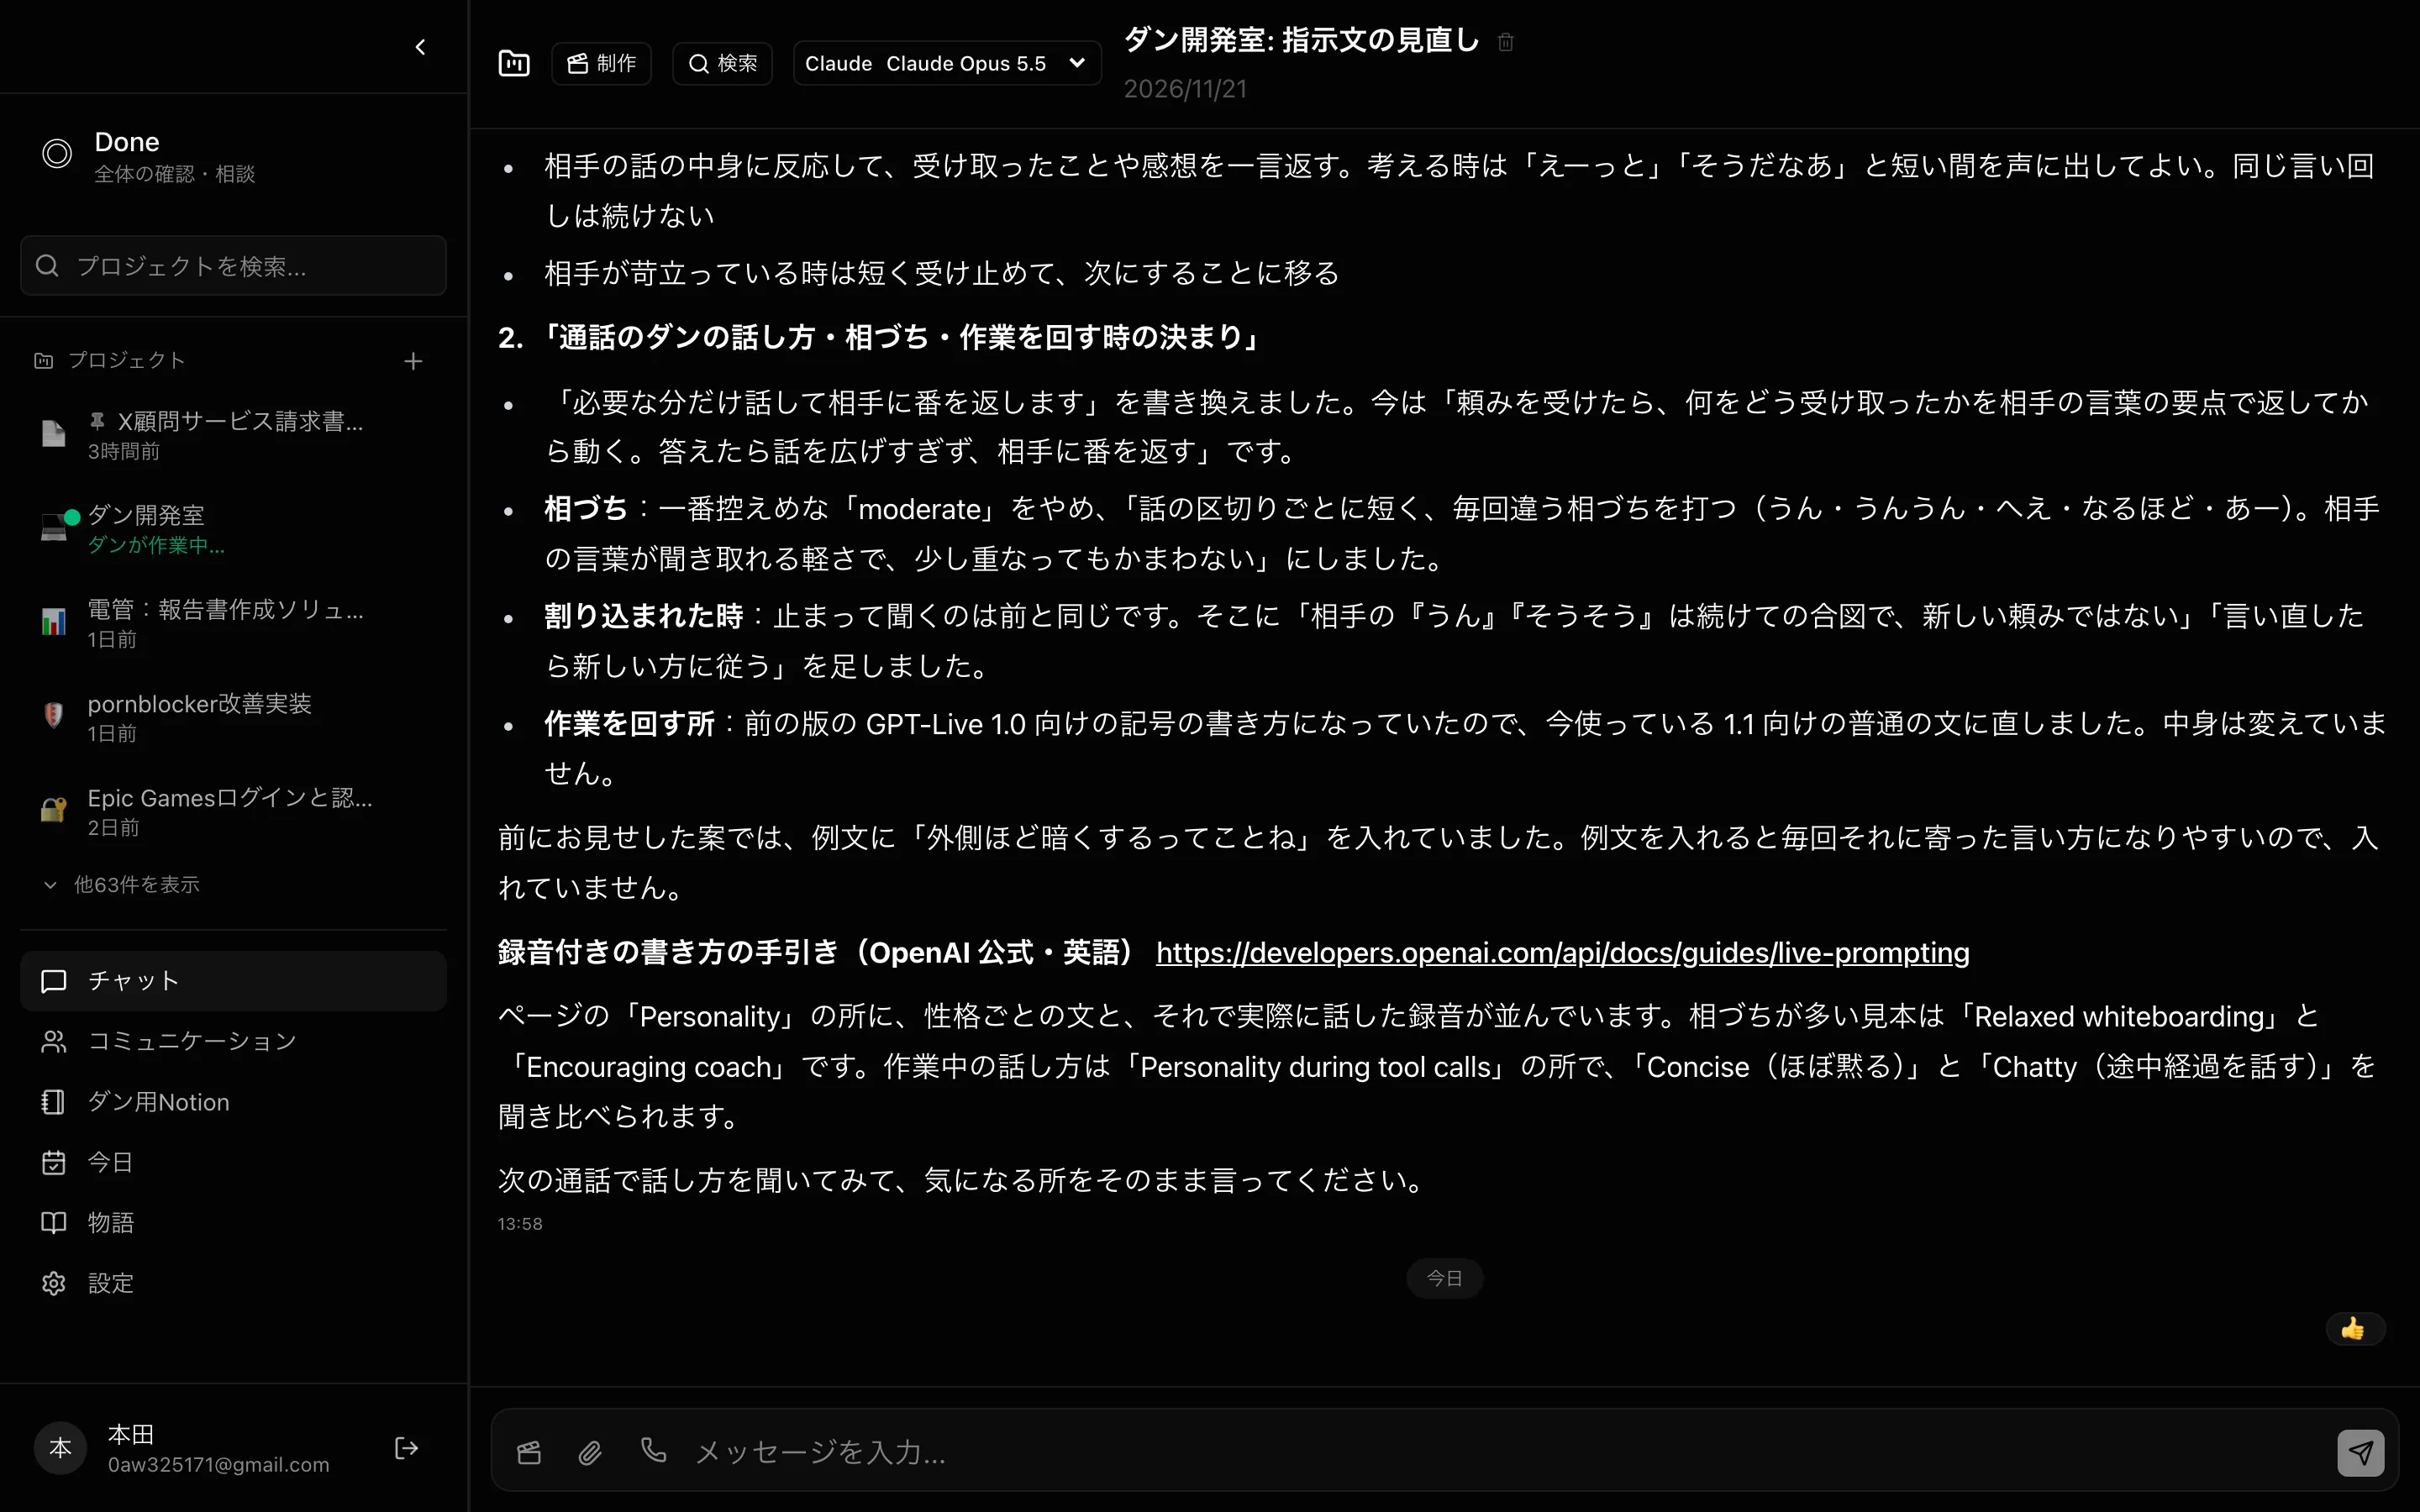 Done
全体の確認・相談
プロジェクトを検索...
プロジェクト
X顧問サービス請求書...
3時間前
ダン開発室
ダンが作業中...
電管：報告書作成ソリュ...
1日前
pornblocker改善実装
1日前
Epic Gamesログインと認...
2日前
他63件を表示
チャット
コミュニケーション
ダン用Notion
今日
物語
設定
本
本田
0aw325171@gmail.com
制作
検索
Claude Claude Opus 5.5
ダン開発室: 指示文の見直し
2026/11/21
• 相手の話の中身に反応して、受け取ったことや感想を一言返す。考える時は「えーっと」「そうだなあ」と短い間を声に出してよい。同じ言い回
しは続けない
• 相手が苛立っている時は短く受け止めて、次にすることに移る
2. 「通話のダンの話し方・相づち・作業を回す時の決まり」
• 「必要な分だけ話して相手に番を返します」を書き換えました。今は「頼みを受けたら、何をどう受け取ったかを相手の言葉の要点で返してか
ら動く。答えたら話を広げすぎず、相手に番を返す」です。
• 相づち：一番控えめな「moderate」をやめ、「話の区切りごとに短く、毎回違う相づちを打つ（うん・うんうん・へえ・なるほど・あー）。相手
の言葉が聞き取れる軽さで、少し重なってもかまわない」にしました。
• 割り込まれた時：止まって聞くのは前と同じです。そこに「相手の『うん』『そうそう』は続けての合図で、新しい頼みではない」「言い直した
ら新しい方に従う」を足しました。
• 作業を回す所：前の版の GPT-Live 1.0 向けの記号の書き方になっていたので、今使っている 1.1 向けの普通の文に直しました。中身は変えていま
せん。
前にお見せした案では、例文に「外側ほど暗くするってことね」を入れていました。例文を入れると毎回それに寄った言い方になりやすいので、入
れていません。
録音付きの書き方の手引き（OpenAI 公式・英語） https://developers.openai.com/api/docs/guides/live-prompting
ページの「Personality」の所に、性格ごとの文と、それで実際に話した録音が並んでいます。相づちが多い見本は「Relaxed whiteboarding」と
「Encouraging coach」です。作業中の話し方は「Personality during tool calls」の所で、「Concise（ほぼ黙る）」と「Chatty（途中経過を話す）」を
聞き比べられます。
次の通話で話し方を聞いてみて、気になる所をそのまま言ってください。
13:58
今日
👍
メッセージを入力...